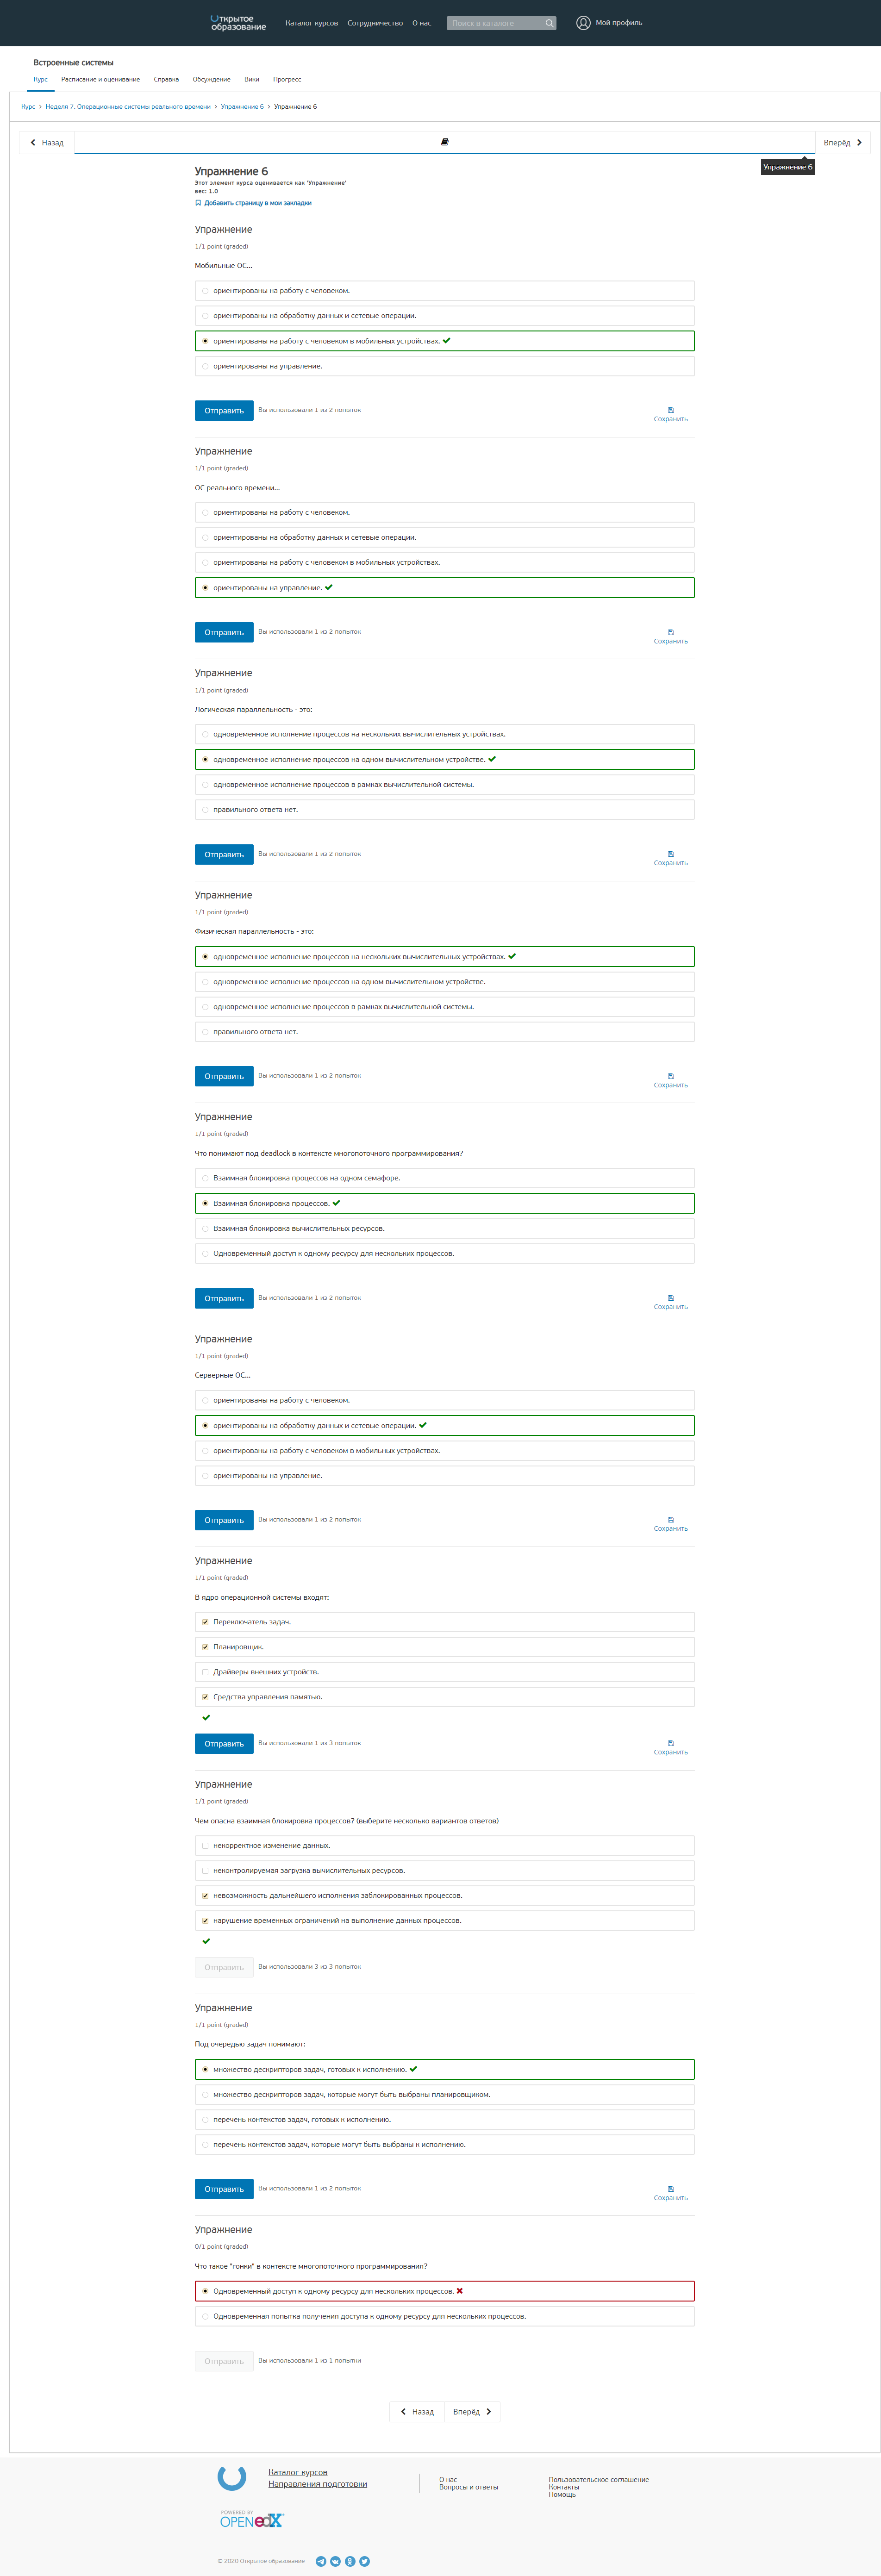 Открытое
образование
Каталог курсов
Сотрудничество
О нас
Поиск в каталоге
Мой профиль
Встроенные системы
Курс
Расписание и оценивание
Справка
Обсуждение
Вики
Прогресс
Курс > Неделя 7. Операционные системы реального времени > Упражнение 6 > Упражнение 6
Назад
Вперёд
Упражнение 6
Упражнение 6
Этот элемент курса оценивается как 'Упражнение'
вес: 1.0
Добавить страницу в мои закладки
Упражнение
1/1 point (graded)
Мобильные ОС...
ориентированы на работу с человеком.
ориентированы на обработку данных и сетевые операции.
ориентированы на работу с человеком в мобильных устройствах.
ориентированы на управление.
Отправить
Вы использовали 1 из 2 попыток
Сохранить
Упражнение
1/1 point (graded)
ОС реального времени...
ориентированы на работу с человеком.
ориентированы на обработку данных и сетевые операции.
ориентированы на работу с человеком в мобильных устройствах.
ориентированы на управление.
Отправить
Вы использовали 1 из 2 попыток
Сохранить
Упражнение
1/1 point (graded)
Логическая параллельность - это:
одновременное исполнение процессов на нескольких вычислительных устройствах.
одновременное исполнение процессов на одном вычислительном устройстве.
одновременное исполнение процессов в рамках вычислительной системы.
правильного ответа нет.
Отправить
Вы использовали 1 из 2 попыток
Сохранить
Упражнение
1/1 point (graded)
Физическая параллельность - это:
одновременное исполнение процессов на нескольких вычислительных устройствах.
одновременное исполнение процессов на одном вычислительном устройстве.
одновременное исполнение процессов в рамках вычислительной системы.
правильного ответа нет.
Отправить
Вы использовали 1 из 2 попыток
Сохранить
Упражнение
1/1 point (graded)
Что понимают под deadlock в контексте многопоточного программирования?
Взаимная блокировка процессов на одном семафоре.
Взаимная блокировка процессов.
Взаимная блокировка вычислительных ресурсов.
Одновременный доступ к одному ресурсу для нескольких процессов.
Отправить
Вы использовали 1 из 2 попыток
Сохранить
Упражнение
1/1 point (graded)
Серверные ОС...
ориентированы на работу с человеком.
ориентированы на обработку данных и сетевые операции.
ориентированы на работу с человеком в мобильных устройствах.
ориентированы на управление.
Отправить
Вы использовали 1 из 2 попыток
Сохранить
Упражнение
1/1 point (graded)
В ядро операционной системы входят:
Переключатель задач.
Планировщик.
Драйверы внешних устройств.
Средства управления памятью.
Отправить
Вы использовали 1 из 3 попыток
Сохранить
Упражнение
1/1 point (graded)
Чем опасна взаимная блокировка процессов? (выберите несколько вариантов ответов)
некорректное изменение данных.
неконтролируемая загрузка вычислительных ресурсов.
невозможность дальнейшего исполнения заблокированных процессов.
нарушение временных ограничений на выполнение данных процессов.
Отправить
Вы использовали 3 из 3 попыток
Упражнение
1/1 point (graded)
Под очередью задач понимают:
множество дескрипторов задач, готовых к исполнению.
множество дескрипторов задач, которые могут быть выбраны планировщиком.
перечень контекстов задач, готовых к исполнению.
перечень контекстов задач, которые могут быть выбраны к исполнению.
Отправить
Вы использовали 1 из 2 попыток
Сохранить
Упражнение
0/1 point (graded)
Что такое "гонки" в контексте многопоточного программирования?
Одновременный доступ к одному ресурсу для нескольких процессов.
Одновременная попытка получения доступа к одному ресурсу для нескольких процессов.
Отправить
Вы использовали 1 из 1 попытки
Назад
Вперёд
Каталог курсов
Направления подготовки
О нас
Вопросы и ответы
Пользовательское соглашение
Контакты
Помощь
POWERED BY
OPEN edX
© 2020 Открытое образование